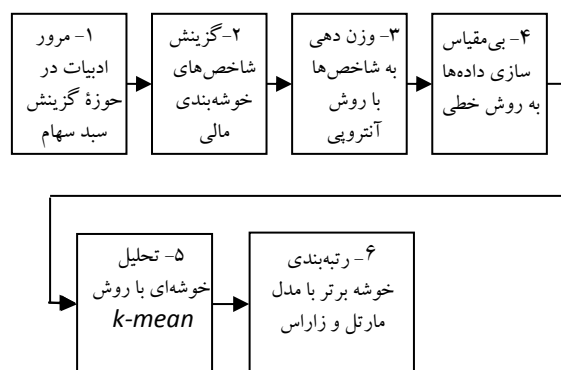 ۱- مرور
ادبیات در
حوزهٔ گزینش
سبد سهام
۲-گزینش
شاخص‌های
خوشه‌بندی
مالی
۳- وزن دهی
به شاخص‌ها
با روش
آنتروپی
۴- بی‌مقیاس
سازی داده‌ها
به روش خطی
۵- تحلیل
خوشه‌ای با روش
k-mean
۶- رتبه‌بندی
خوشه برتر با مدل
مارتل و زاراس